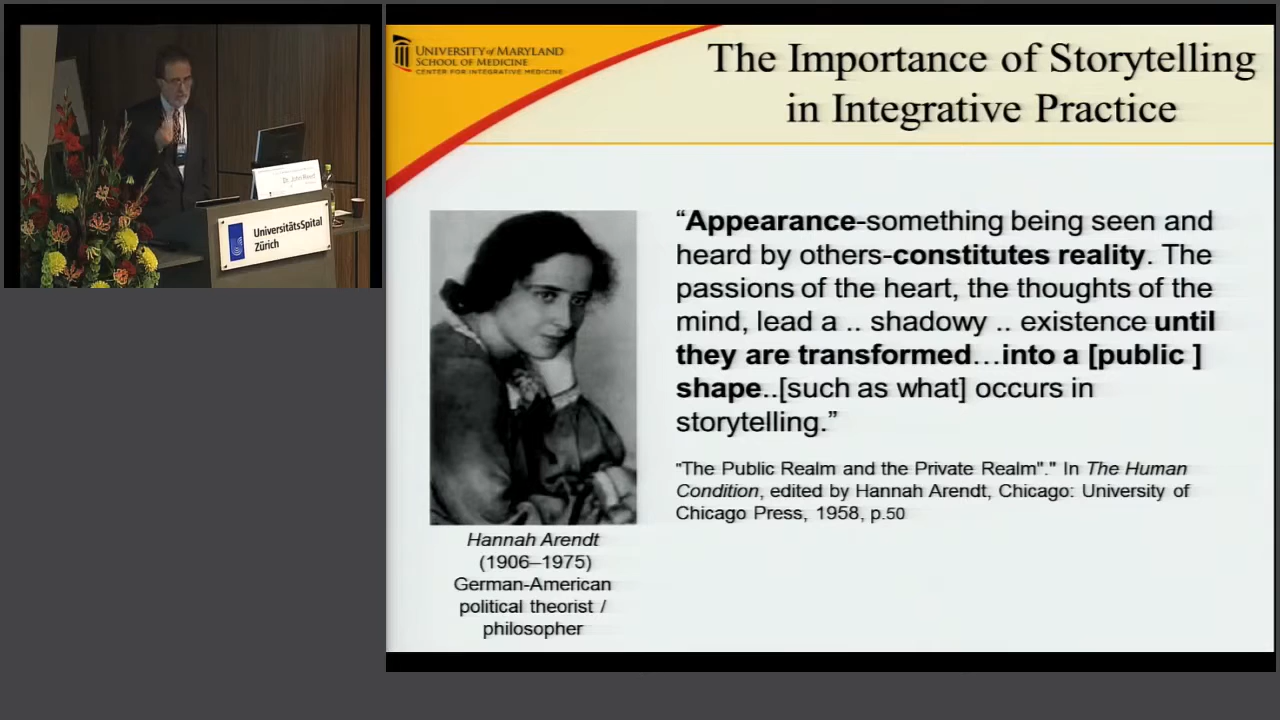 UNIVERSITY of MARYLAND
SCHOOL OF MEDICINE
CENTER FOR INTEGRATIVE MEDICINE
The Importance of Storytelling
in Integrative Practice
Dr. John Reed
UniversitätsSpital
Zürich
“Appearance-something being seen and
heard by others-constitutes reality. The
passions of the heart, the thoughts of the
mind, lead a .. shadowy .. existence until
they are transformed…into a [public ]
shape..[such as what] occurs in
storytelling.”
"The Public Realm and the Private Realm"." In The Human
Condition, edited by Hannah Arendt, Chicago: University of
Chicago Press, 1958, p.50
Hannah Arendt
(1906–1975)
German-American
political theorist /
philosopher